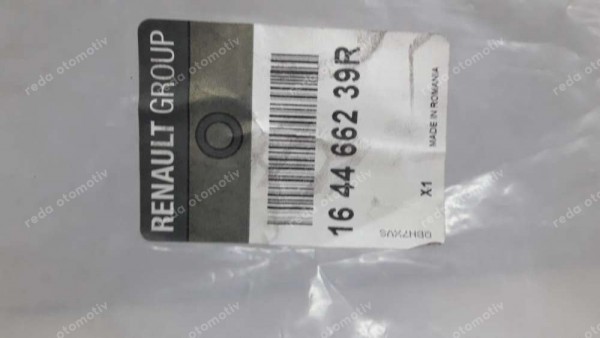 RENAULT GROUP
16 44 662 39R
X1
MADE IN ROMANIA
reda otomotiv